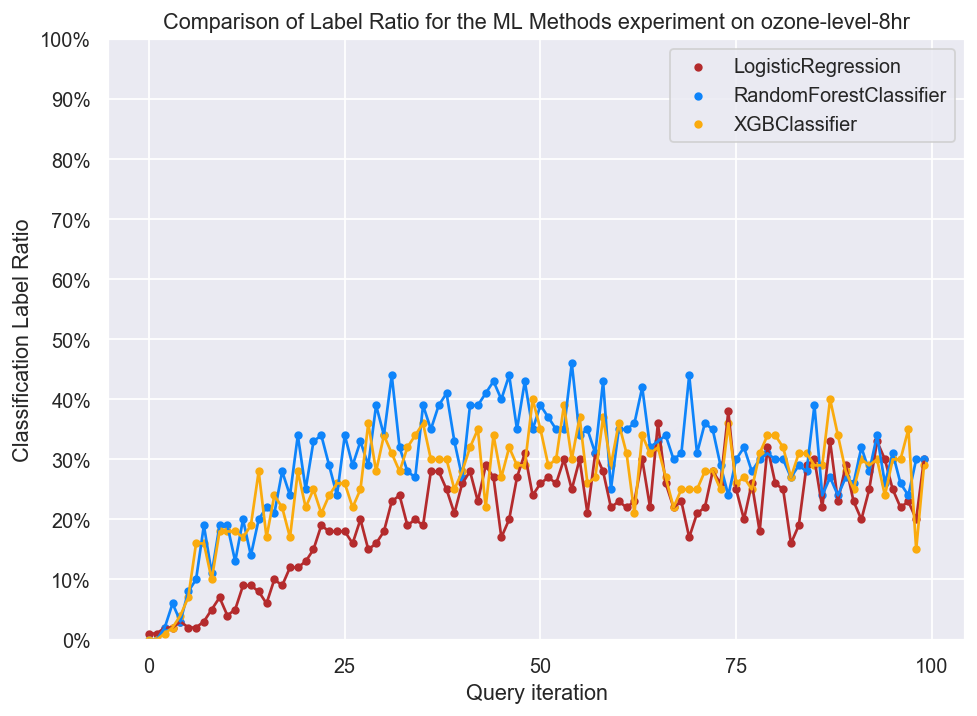 Comparison of Label Ratio for the ML Methods experiment on ozone-level-8hr
100%
90%
80%
70%
60%
50%
40%
30%
20%
10%
0%
Classification Label Ratio
LogisticRegression
RandomForestClassifier
XGBClassifier
0
25
50
75
100
Query iteration